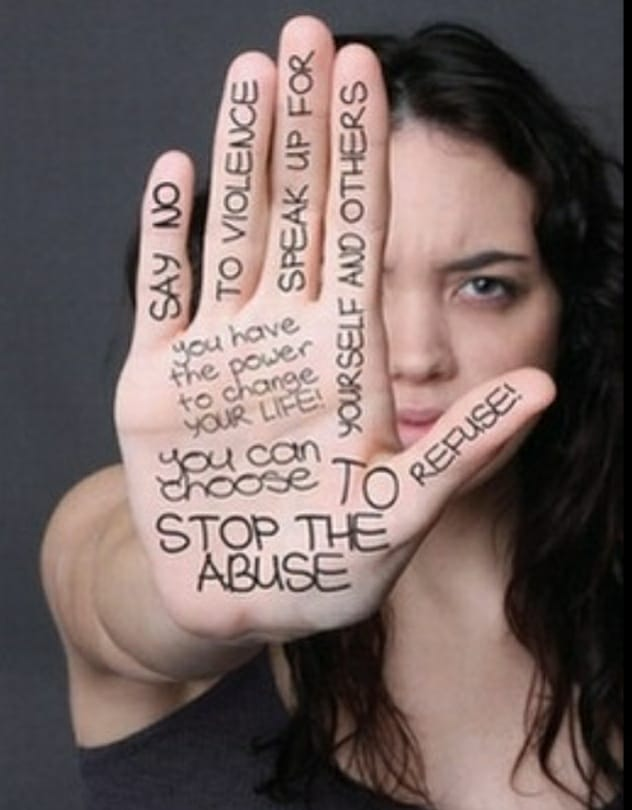 SAY NO
TO VIOLENCE
SPEAK UP FOR
YOURSELF AND OTHERS
you have
the power
to change
YOUR LIFE!
you can
choose
TO
REFUSE!
STOP THE
ABUSE